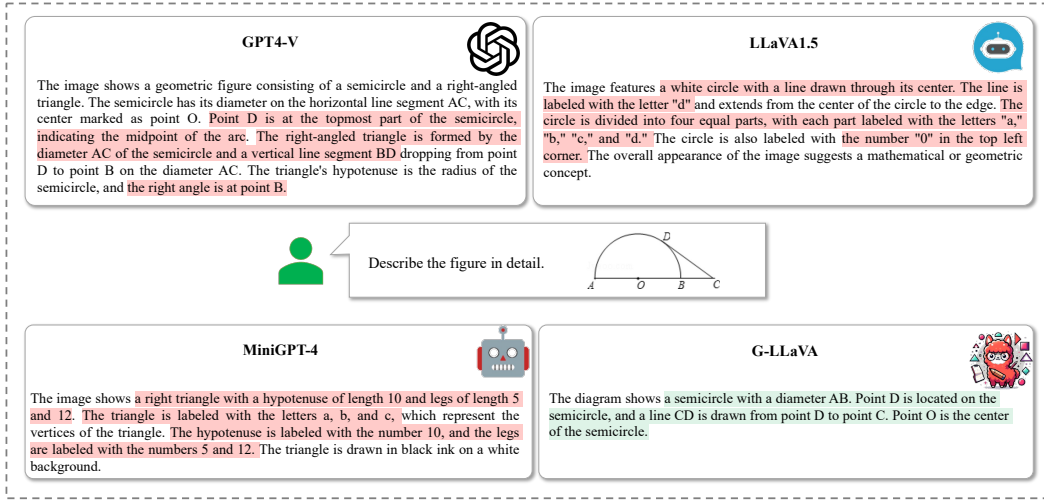 GPT4-V
The image shows a geometric figure consisting of a semicircle and a right-angled
triangle. The semicircle has its diameter on the horizontal line segment AC, with its
center marked as point O. Point D is at the topmost part of the semicircle,
indicating the midpoint of the arc. The right-angled triangle is formed by the
diameter AC of the semicircle and a vertical line segment BD dropping from point
D to point B on the diameter AC. The triangle's hypotenuse is the radius of the
semicircle, and the right angle is at point B.
LLaVA1.5
The image features a white circle with a line drawn through its center. The line is
labeled with the letter "d" and extends from the center of the circle to the edge. The
circle is divided into four equal parts, with each part labeled with the letters "a,"
"b," "c," and "d." The circle is also labeled with the number "0" in the top left
corner. The overall appearance of the image suggests a mathematical or geometric
concept.
Describe the figure in detail.
D
A O B C
MiniGPT-4
The image shows a right triangle with a hypotenuse of length 10 and legs of length 5
and 12. The triangle is labeled with the letters a, b, and c, which represent the
vertices of the triangle. The hypotenuse is labeled with the number 10, and the legs
are labeled with the numbers 5 and 12. The triangle is drawn in black ink on a white
background.
G-LLaVA
The diagram shows a semicircle with a diameter AB. Point D is located on the
semicircle, and a line CD is drawn from point D to point C. Point O is the center
of the semicircle.